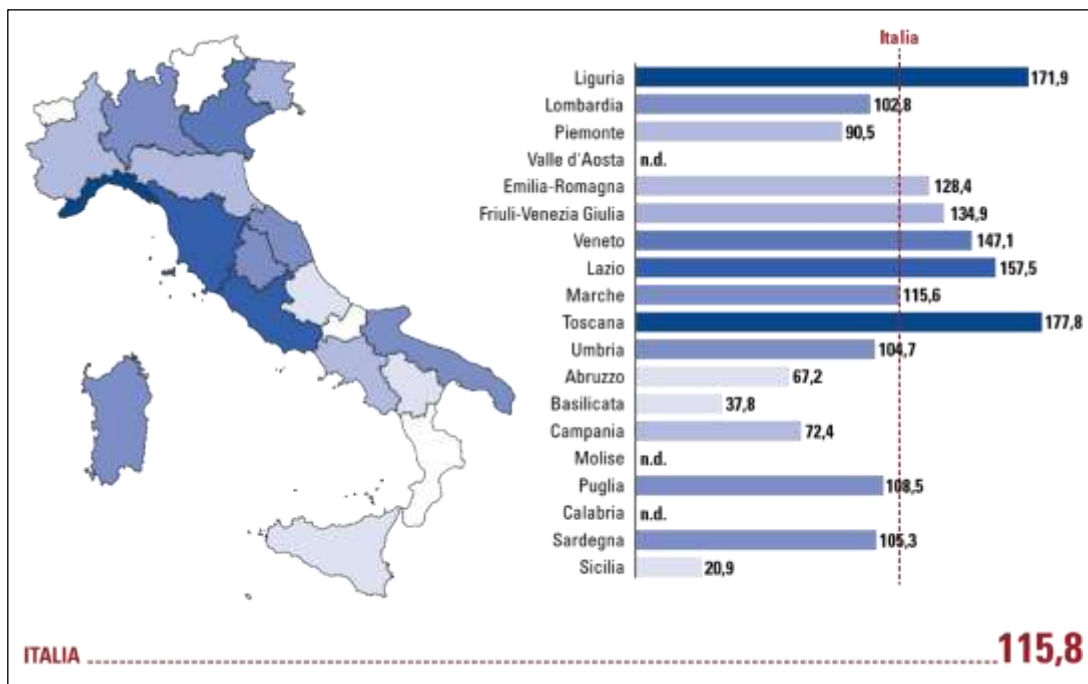 Italia
Liguria 171,9
Lombardia 102,8
Piemonte 90,5
Valle d'Aosta n.d.
Emilia-Romagna 128,4
Friuli-Venezia Giulia 134,9
Veneto 147,1
Lazio 157,5
Marche 115,6
Toscana 177,8
Umbria 104,7
Abruzzo 67,2
Basilicata 37,8
Campania 72,4
Molise n.d.
Puglia 108,5
Calabria n.d.
Sardegna 105,3
Sicilia 20,9
ITALIA 115,8